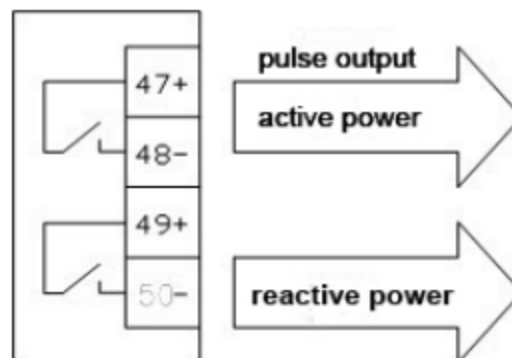 47+
48-
49+
50-
pulse output
active power
reactive power